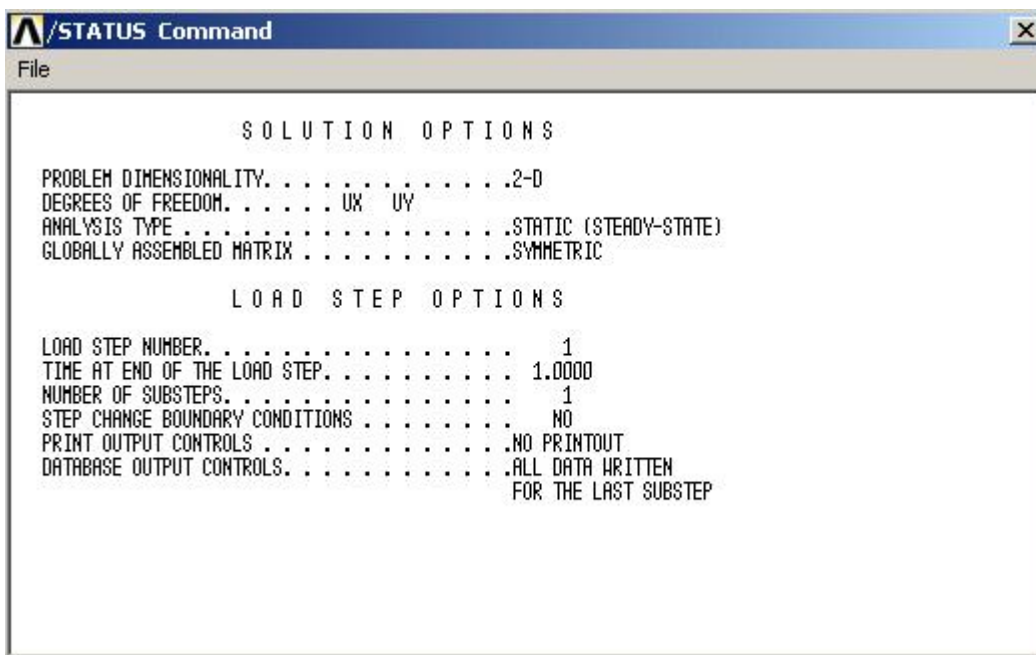 /STATUS Command
File
SOLUTION OPTIONS
PROBLEM DIMENSIONALITY. . . . . . . . . . . . .2-D
DEGREES OF FREEDOM. . . . . . UX UY
ANALYSIS TYPE . . . . . . . . . . . . . . . . .STATIC (STEADY-STATE)
GLOBALLY ASSEMBLED MATRIX . . . . . . . . . . .SYMMETRIC
LOAD STEP OPTIONS
LOAD STEP NUMBER. . . . . . . . . . . . . . . . 1
TIME AT END OF THE LOAD STEP. . . . . . . . . . 1.0000
NUMBER OF SUBSTEPS. . . . . . . . . . . . . . . 1
STEP CHANGE BOUNDARY CONDITIONS . . . . . . . . NO
PRINT OUTPUT CONTROLS . . . . . . . . . . . . .NO PRINTOUT
DATABASE OUTPUT CONTROLS. . . . . . . . . . . .ALL DATA WRITTEN
FOR THE LAST SUBSTEP